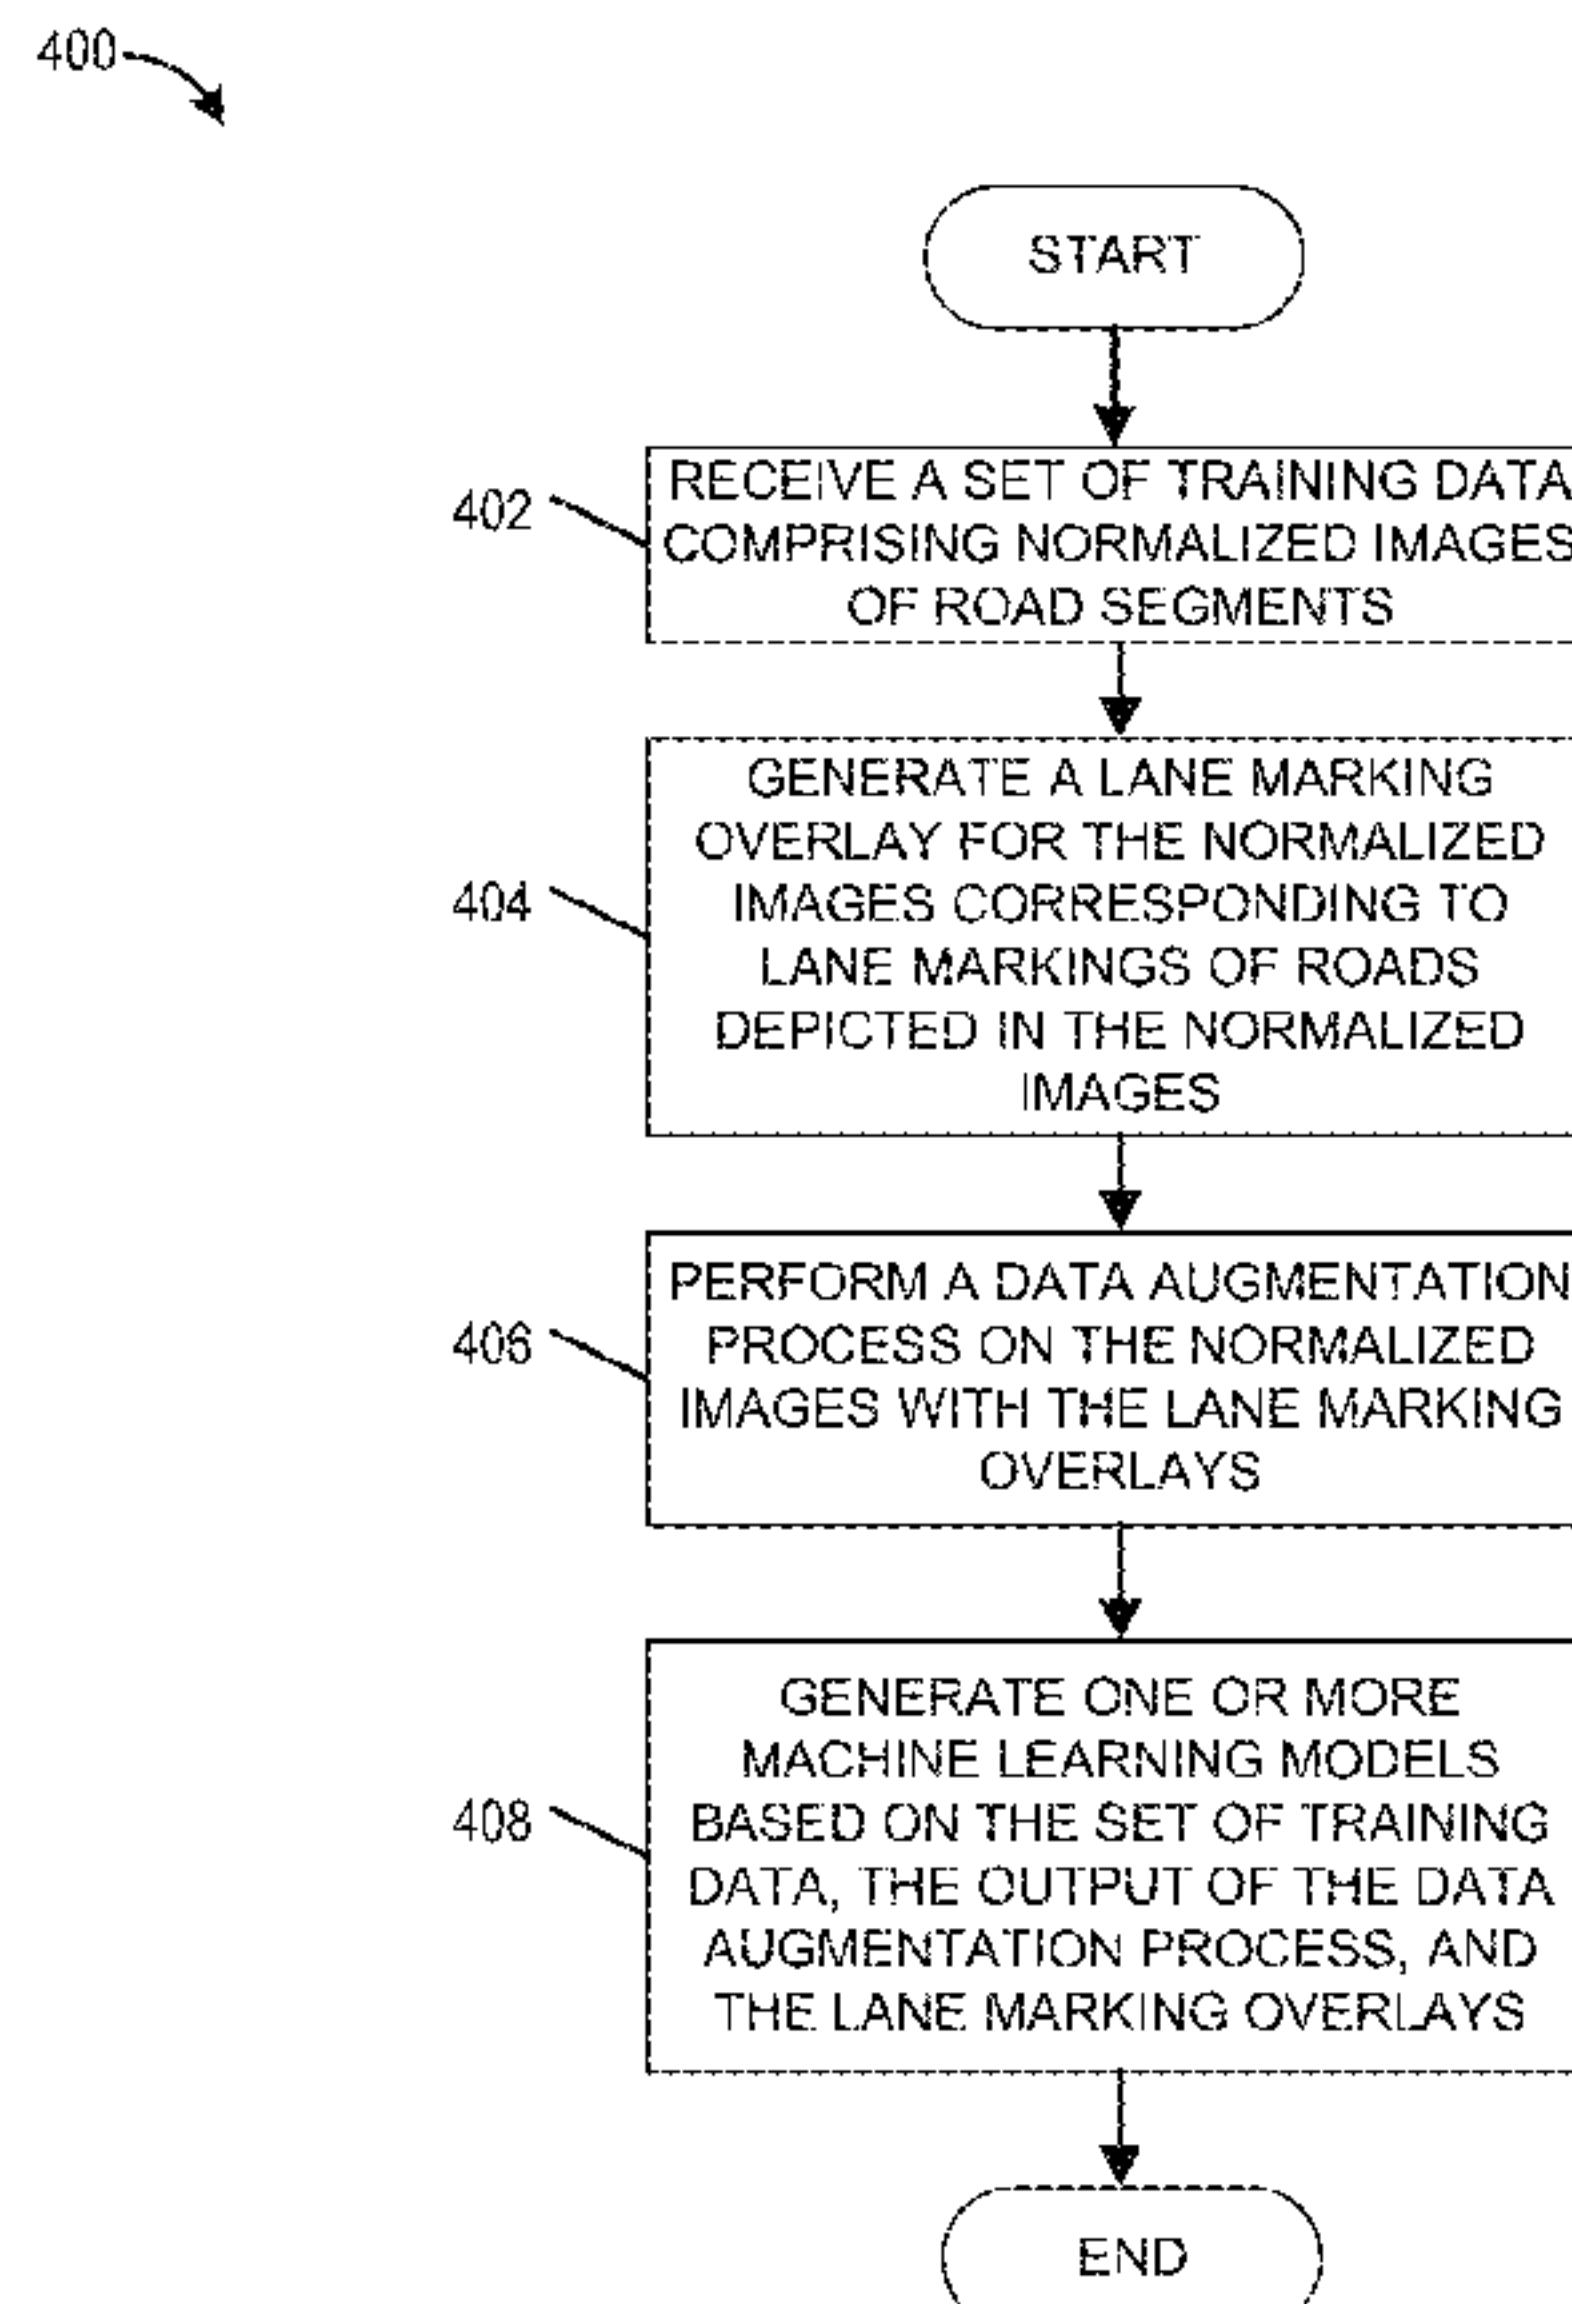 400
START
402
RECEIVE A SET OF TRAINING DATA
COMPRISING NORMALIZED IMAGES
OF ROAD SEGMENTS
404
GENERATE A LANE MARKING
OVERLAY FOR THE NORMALIZED
IMAGES CORRESPONDING TO
LANE MARKINGS OF ROADS
DEPICTED IN THE NORMALIZED
IMAGES
406
PERFORM A DATA AUGMENTATION
PROCESS ON THE NORMALIZED
IMAGES WITH THE LANE MARKING
OVERLAYS
408
GENERATE ONE OR MORE
MACHINE LEARNING MODELS
BASED ON THE SET OF TRAINING
DATA, THE OUTPUT OF THE DATA
AUGMENTATION PROCESS, AND
THE LANE MARKING OVERLAYS
END